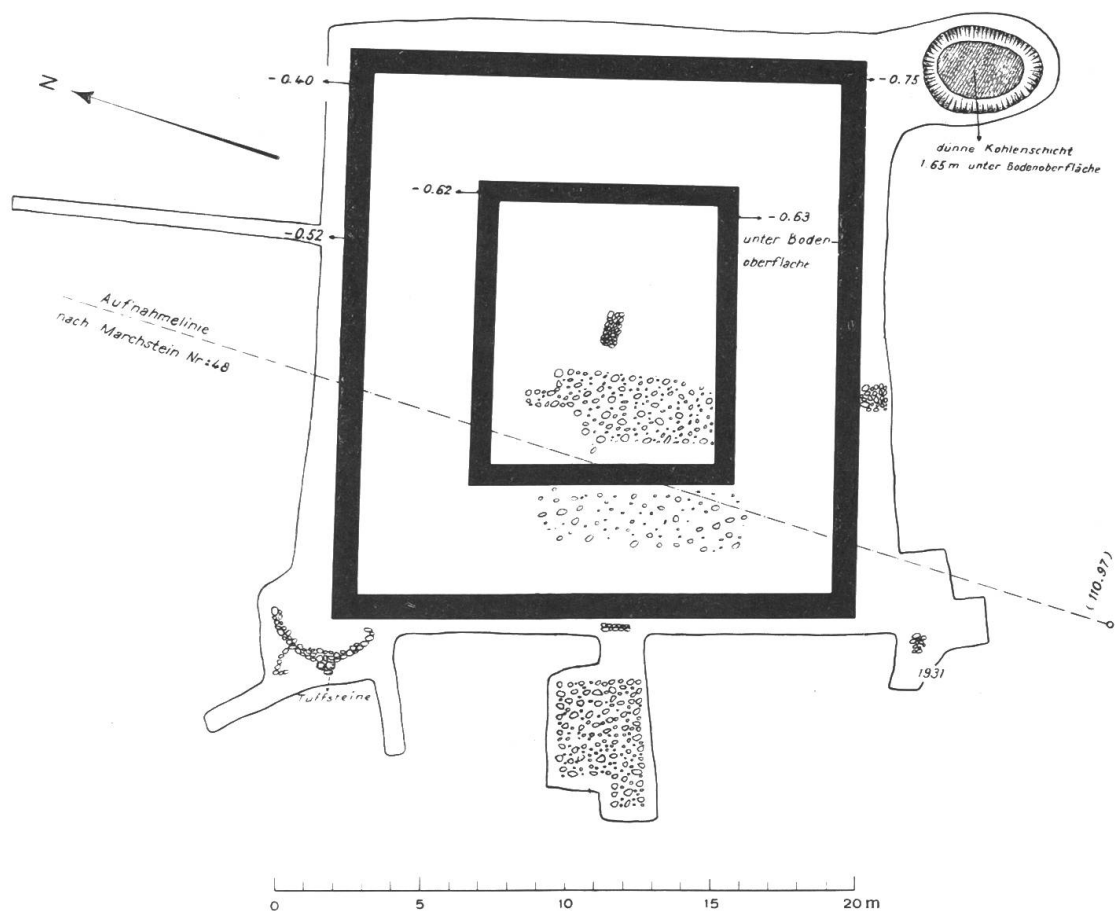 N
-0.40
-0.75
dünne Kohlenschicht
1.65 m unter Bodenoberfläche
-0.62
-0.63
unter Boden-
oberfläche
-0.52
Aufnahmelinie
nach Marchstein Nr: 48
(110.97)
1931
Tuffsteine
0 5 10 15 20 m